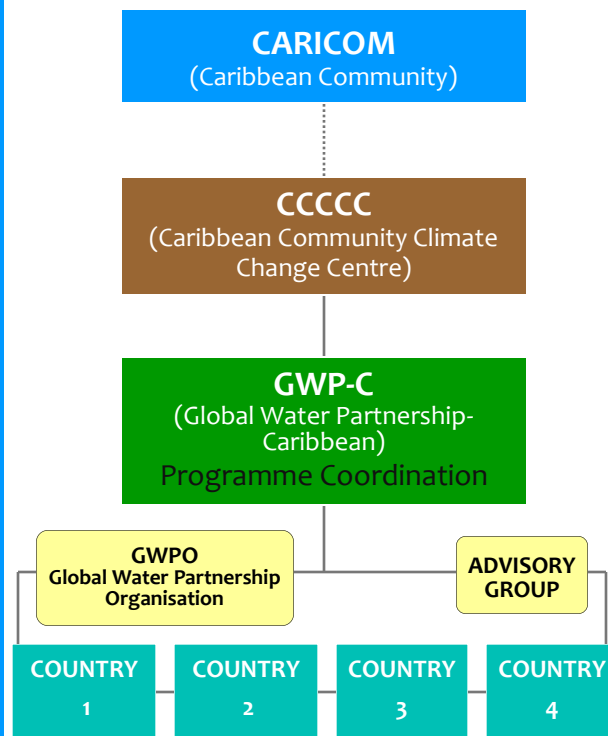 CARICOM
(Caribbean Community)
CCCCC
(Caribbean Community Climate
Change Centre)
GWP-C
(Global Water Partnership-
Caribbean)
Programme Coordination
GWPO
Global Water Partnership
Organisation
ADVISORY
GROUP
COUNTRY
1
COUNTRY
2
COUNTRY
3
COUNTRY
4